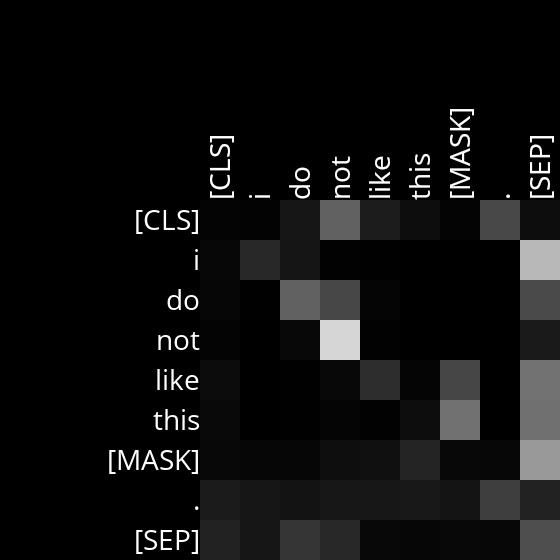 [CLS] i do not like this [MASK] . [SEP]
[CLS]
i
do
not
like
this
[MASK]
.
[SEP]